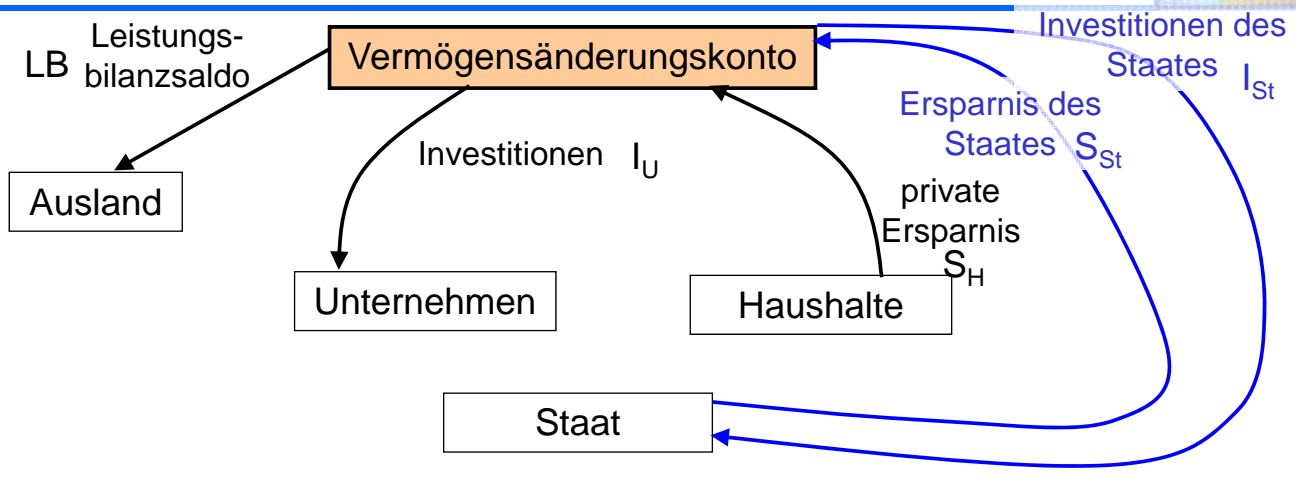 LB
Leistungs-
bilanzsaldo
Vermögensänderungskonto
Investitionen des
Staates I_St
Ersparnis des
Staates S_St
Investitionen I_U
private
Ersparnis
S_H
Ausland
Unternehmen
Haushalte
Staat